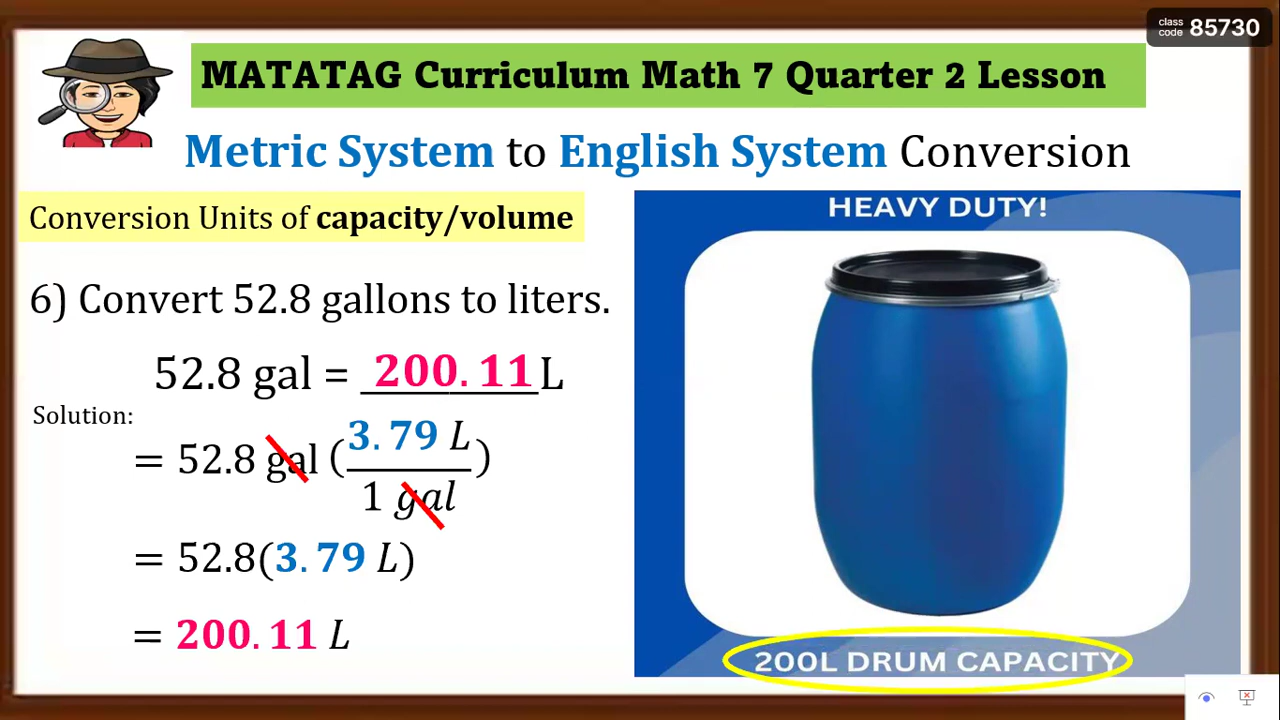 class code 85730
MATATAG Curriculum Math 7 Quarter 2 Lesson
Metric System to English System Conversion
Conversion Units of capacity/volume
6) Convert 52.8 gallons to liters.
52.8 gal = 200.11 L
Solution:
= 52.8 gal (3.79 L / 1 gal)
= 52.8(3.79 L)
= 200.11 L
HEAVY DUTY!
200L DRUM CAPACITY